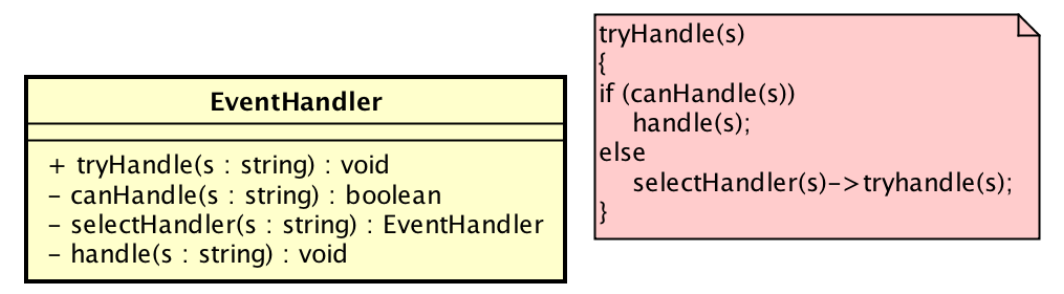 EventHandler
+ tryHandle(s : string) : void
− canHandle(s : string) : boolean
− selectHandler(s : string) : EventHandler
− handle(s : string) : void
tryHandle(s)
{
if (canHandle(s))
handle(s);
else
selectHandler(s)->tryhandle(s);
}